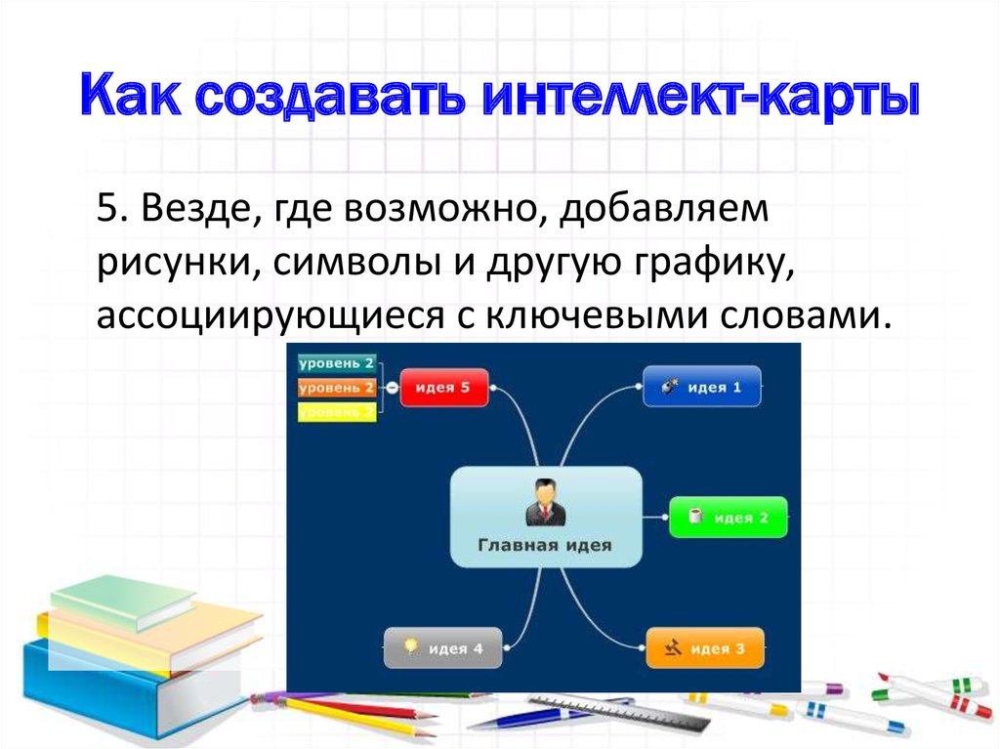 Как создавать интеллект-карты
5. Везде, где возможно, добавляем
рисунки, символы и другую графику,
ассоциирующиеся с ключевыми словами.
уровень 2
уровень 2
уровень 2
идея 5
идея 1
Главная идея
идея 2
идея 4
идея 3